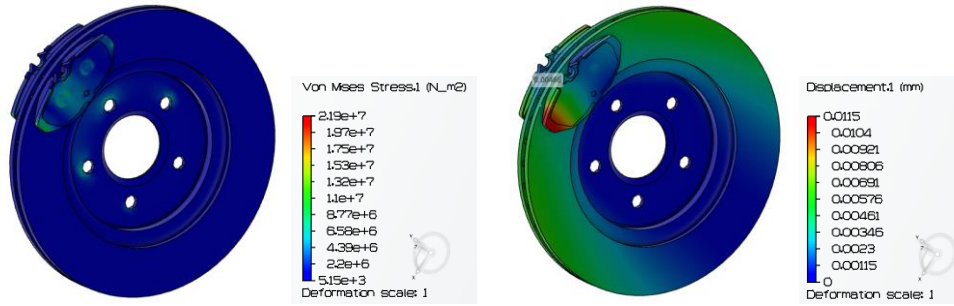 Von Mises Stress.1 (N_m2)
2.19e+7
1.97e+7
1.75e+7
1.53e+7
1.32e+7
1.1e+7
8.77e+6
6.58e+6
4.39e+6
2.2e+6
5.15e+3
Deformation scale: 1
Displacement.1 (mm)
0.0115
0.0104
0.00921
0.00806
0.00691
0.00576
0.00461
0.00346
0.0023
0.00115
0
Deformation scale: 1